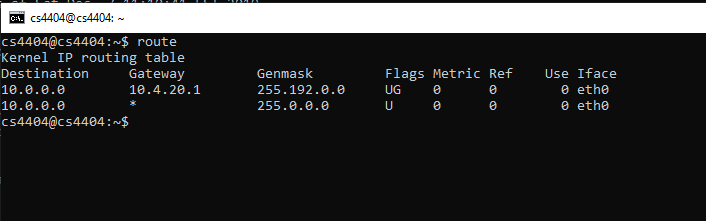 cs4404@cs4404: ~
cs4404@cs4404:~$ route
Kernel IP routing table
Destination     Gateway         Genmask         Flags Metric Ref    Use Iface
10.0.0.0        10.4.20.1       255.192.0.0     UG    0      0        0 eth0
10.0.0.0        *               255.0.0.0       U     0      0        0 eth0
cs4404@cs4404:~$